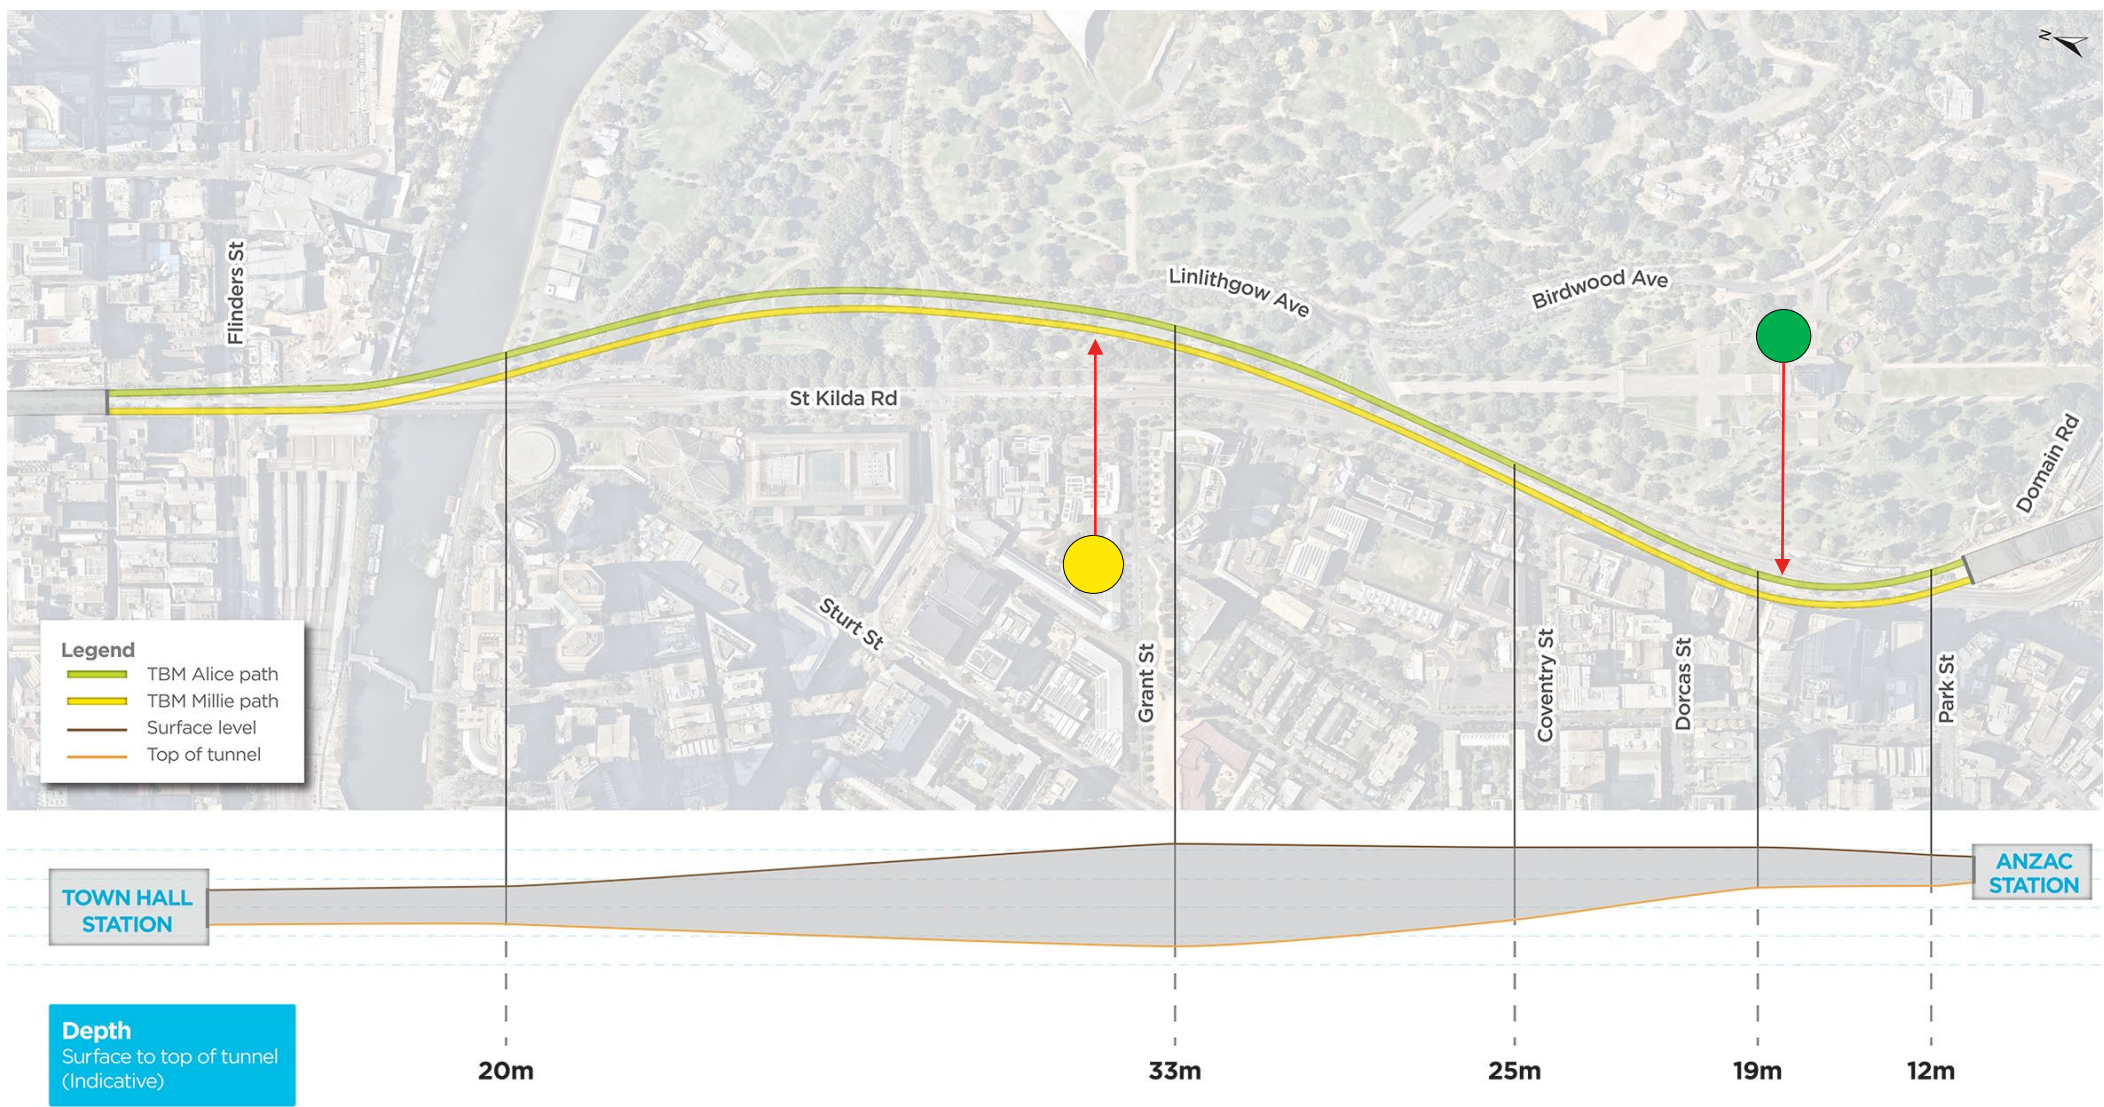 N
Flinders St
Linlithgow Ave
Birdwood Ave
St Kilda Rd
Domain Rd
Sturt St
Grant St
Coventry St
Dorcas St
Park St
Legend
TBM Alice path
TBM Millie path
Surface level
Top of tunnel
TOWN HALL
STATION
ANZAC
STATION
Depth
Surface to top of tunnel
(Indicative)
20m
33m
25m
19m
12m